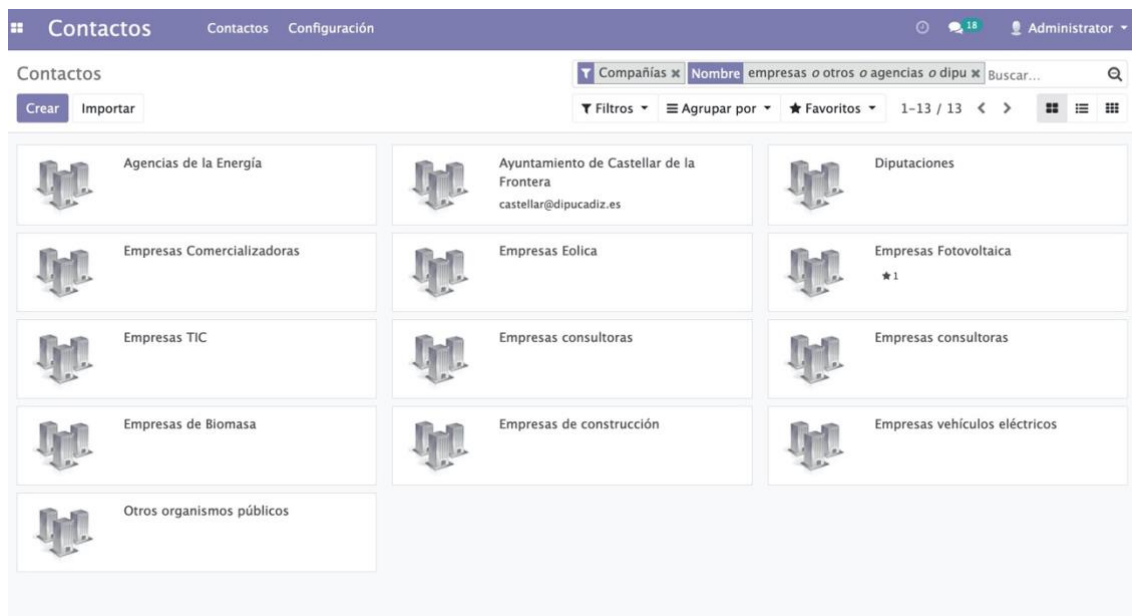 Contactos Contactos Configuración 18 Administrator
Contactos
Compañías Nombre empresas o otros o agencias o dipu Buscar...
Crear Importar Filtros Agrupar por Favoritos 1-13 / 13
Agencias de la Energía
Ayuntamiento de Castellar de la
Frontera
castellar@dipucadiz.es
Diputaciones
Empresas Comercializadoras
Empresas Eolica
Empresas Fotovoltaica
1
Empresas TIC
Empresas consultoras
Empresas consultoras
Empresas de Biomasa
Empresas de construcción
Empresas vehículos eléctricos
Otros organismos públicos